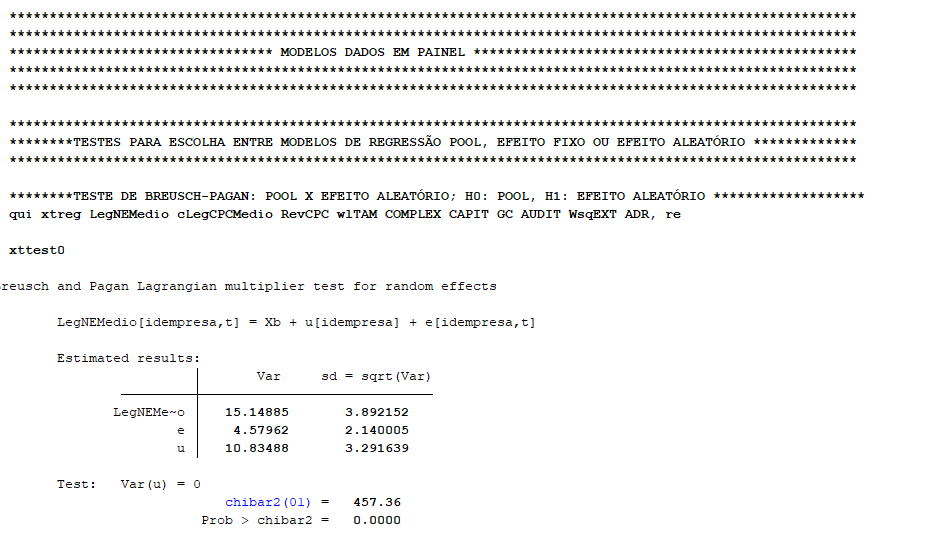 **********************************************************************************************************
**********************************************************************************************************
********************************* MODELOS DADOS EM PAINEL ************************************************
**********************************************************************************************************
**********************************************************************************************************
**********************************************************************************************************
********TESTES PARA ESCOLHA ENTRE MODELOS DE REGRESSÃO POOL, EFEITO FIXO OU EFEITO ALEATÓRIO *************
**********************************************************************************************************
********TESTE DE BREUSCH-PAGAN: POOL X EFEITO ALEATÓRIO; H0: POOL, H1: EFEITO ALEATÓRIO *******************
qui xtreg LegNEMedio cLegCPCMedio RevCPC wlTAM COMPLEX CAPIT GC AUDIT WsqEXT ADR, re
xttest0
reusch and Pagan Lagrangian multiplier test for random effects
LegNEMedio[idempresa,t] = Xb + u[idempresa] + e[idempresa,t]
Estimated results:
Var sd = sqrt(Var)
LegNEMe~o 15.14885 3.892152
e 4.57962 2.140005
u 10.83488 3.291639
Test: Var(u) = 0
chibar2(01) = 457.36
Prob > chibar2 = 0.0000